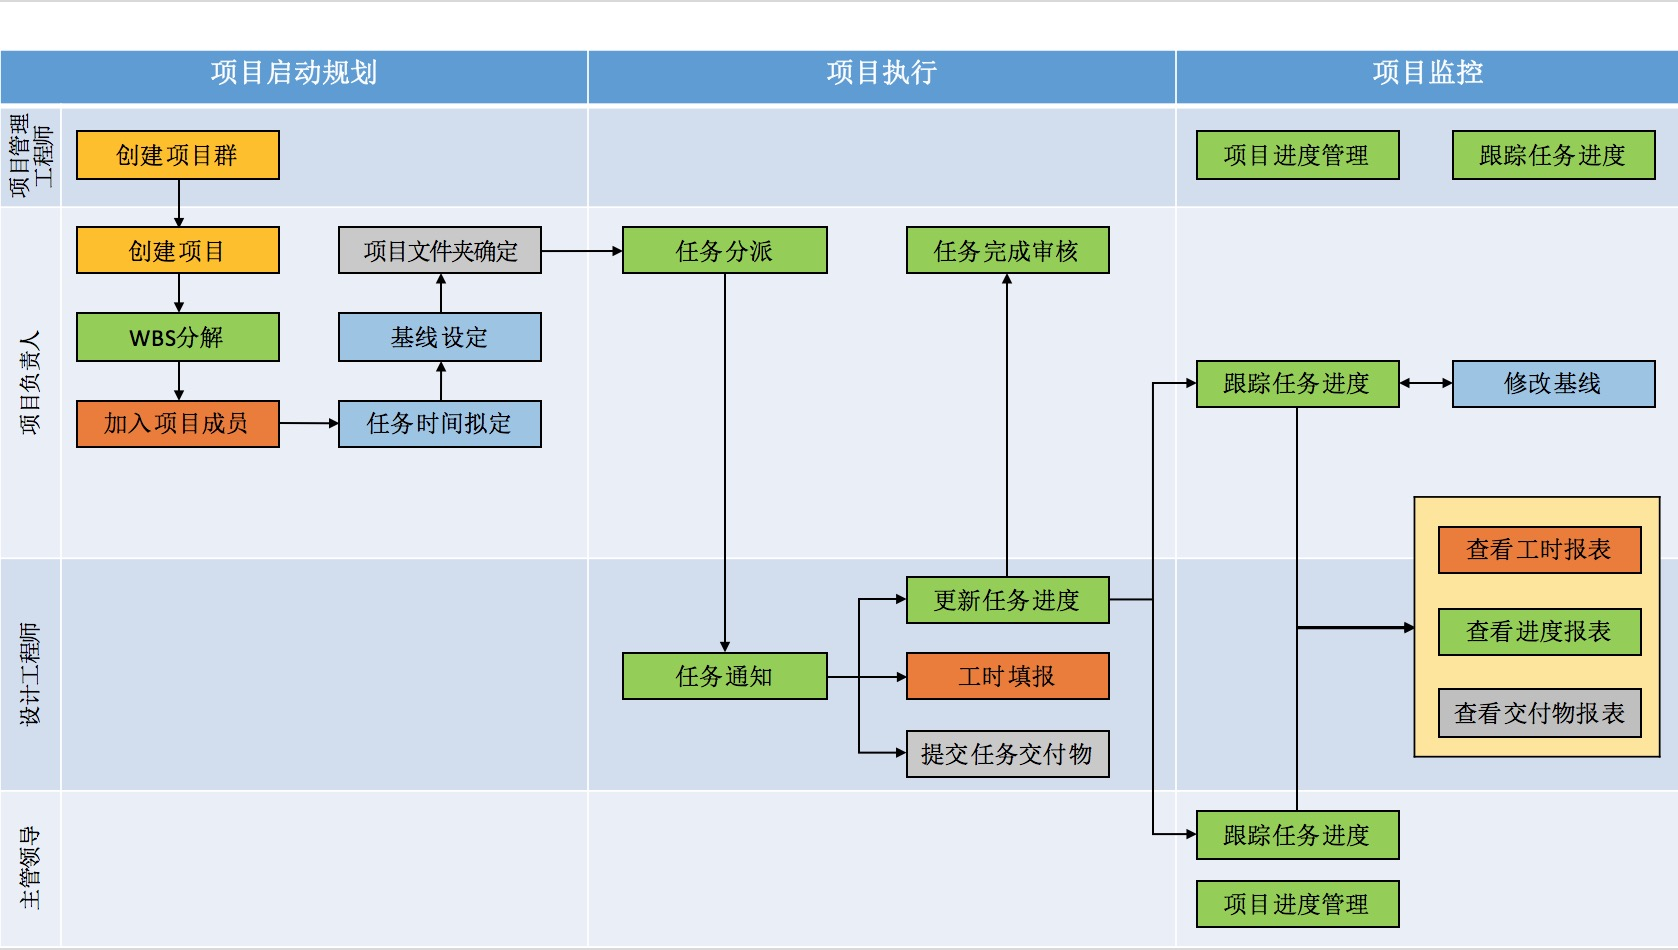 项目启动规划
项目执行
项目监控
项目管理
工程师
创建项目群
项目进度管理
跟踪任务进度
项目负责人
创建项目
项目文件夹确定
任务分派
任务完成审核
WBS分解
基线设定
跟踪任务进度
修改基线
加入项目成员
任务时间拟定
设计工程师
查看工时报表
更新任务进度
查看进度报表
任务通知
工时填报
查看交付物报表
提交任务交付物
主管领导
跟踪任务进度
项目进度管理